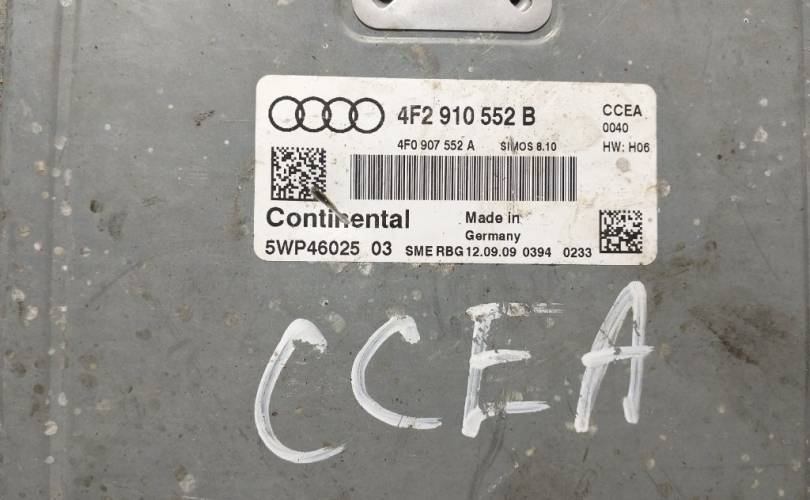 4F2 910 552 B
CCEA
0040
4F0 907 552 A SIMOS 8.10
HW: H06
Continental
Made in
Germany
5WP46025 03 SME RBG 12.09.09 0394 0233
CCEA